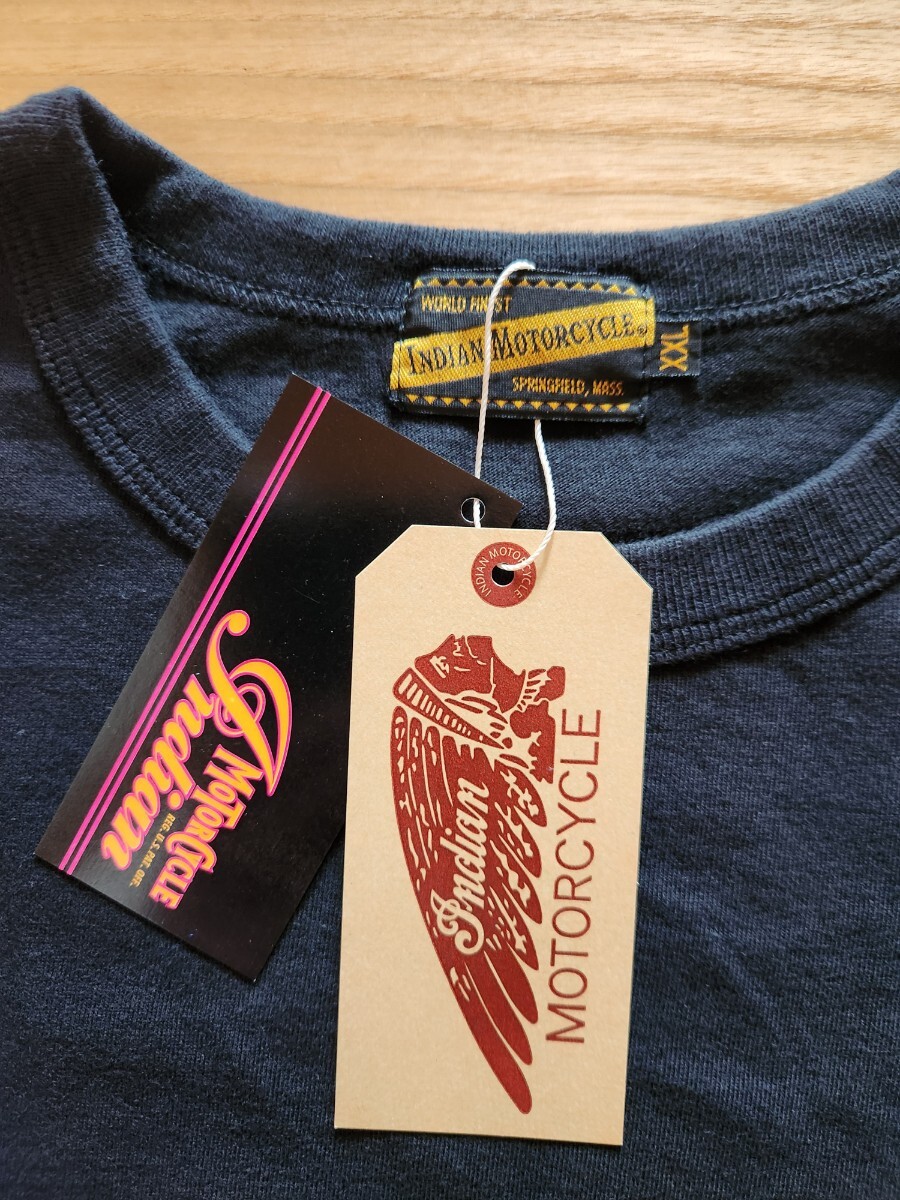 WORLD FINEST
INDIAN MOTORCYCLE®
SPRINGFIELD, MASS.
XXL
INDIAN MOTORCYCLE
Indian
MOTORCYCLE
Indian
MOTORCYCLE
REG. U.S. PAT. OFF.